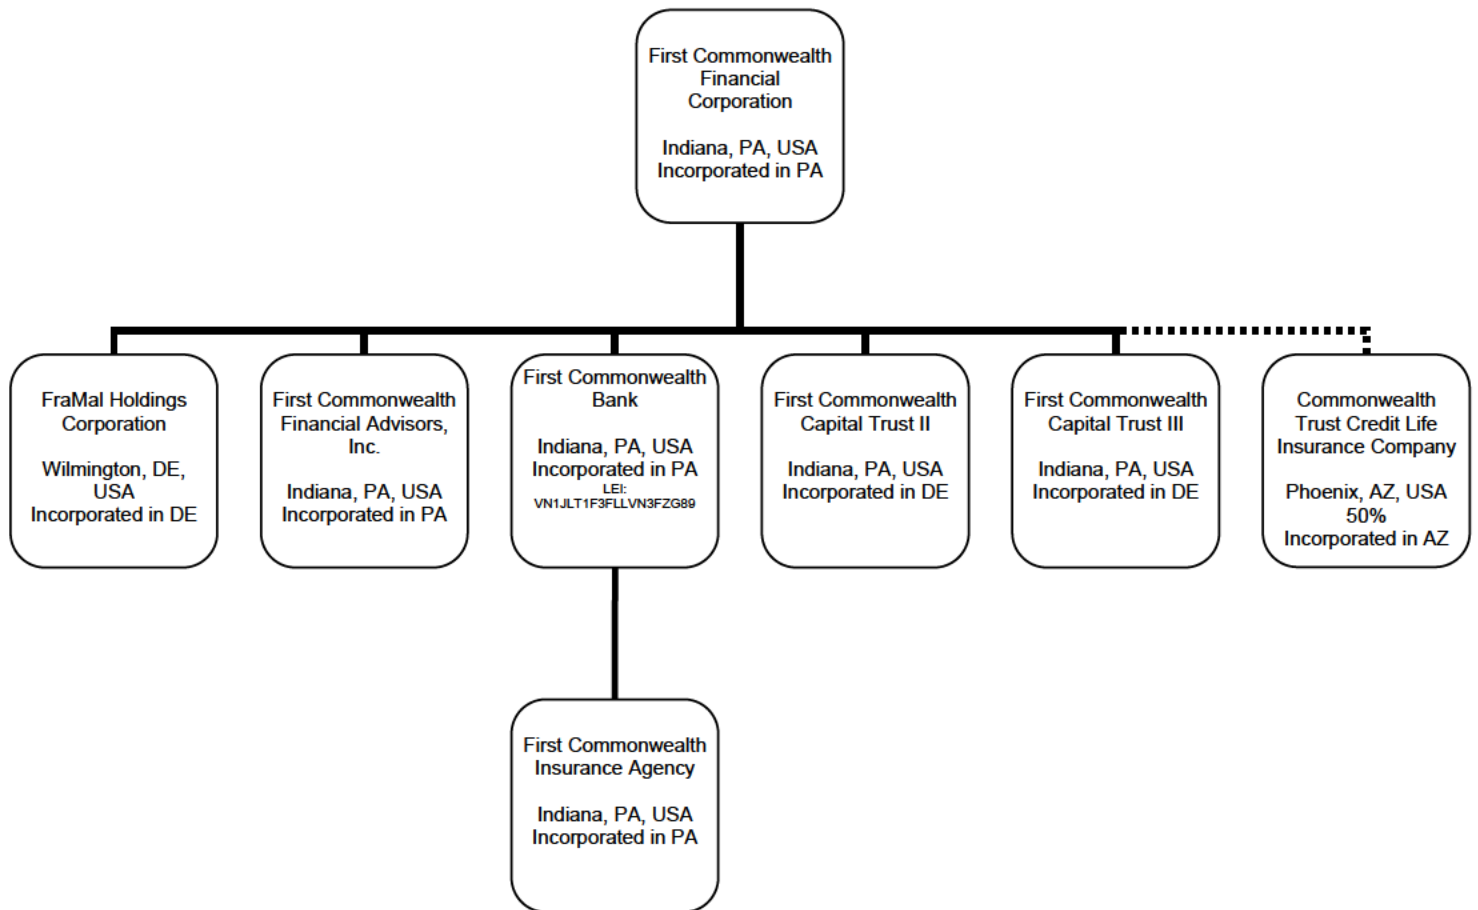 First Commonwealth
Financial
Corporation
Indiana, PA, USA
Incorporated in PA
FraMal Holdings
Corporation
Wilmington, DE,
USA
Incorporated in DE
First Commonwealth
Financial Advisors,
Inc.
Indiana, PA, USA
Incorporated in PA
First Commonwealth
Bank
Indiana, PA, USA
Incorporated in PA
LEI:
VN1JLT1F3FLLVN3FZG89
First Commonwealth
Capital Trust II
Indiana, PA, USA
Incorporated in DE
First Commonwealth
Capital Trust III
Indiana, PA, USA
Incorporated in DE
Commonwealth
Trust Credit Life
Insurance Company
Phoenix, AZ, USA
50%
Incorporated in AZ
First Commonwealth
Insurance Agency
Indiana, PA, USA
Incorporated in PA